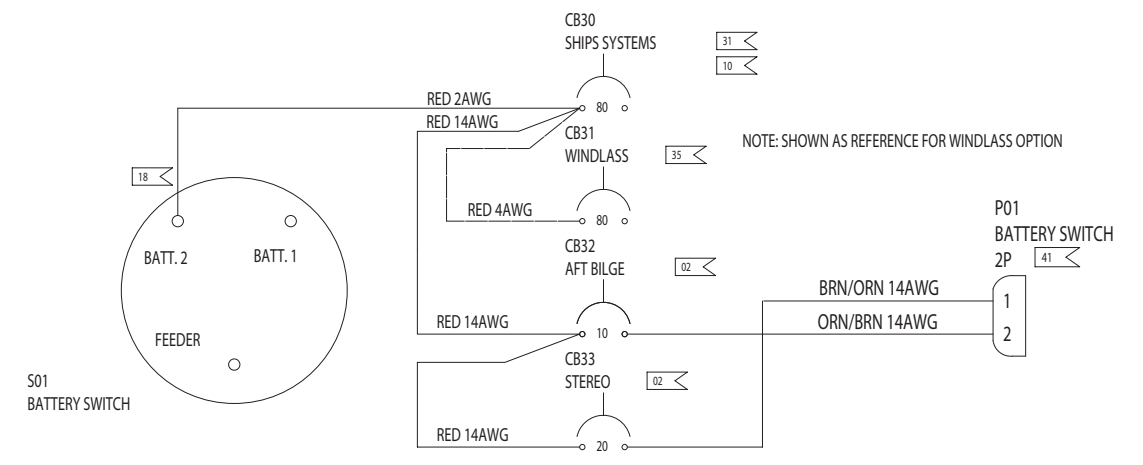 CB30
SHIPS SYSTEMS
31
10
RED 2AWG
80
RED 14AWG
CB31
WINDLASS
35
NOTE: SHOWN AS REFERENCE FOR WINDLASS OPTION
18
RED 4AWG
80
BATT. 2
BATT. 1
CB32
AFT BILGE
02
P01
BATTERY SWITCH
2P
41
BRN/ORN 14AWG
1
RED 14AWG
10
ORN/BRN 14AWG
2
FEEDER
CB33
STEREO
02
S01
BATTERY SWITCH
RED 14AWG
20